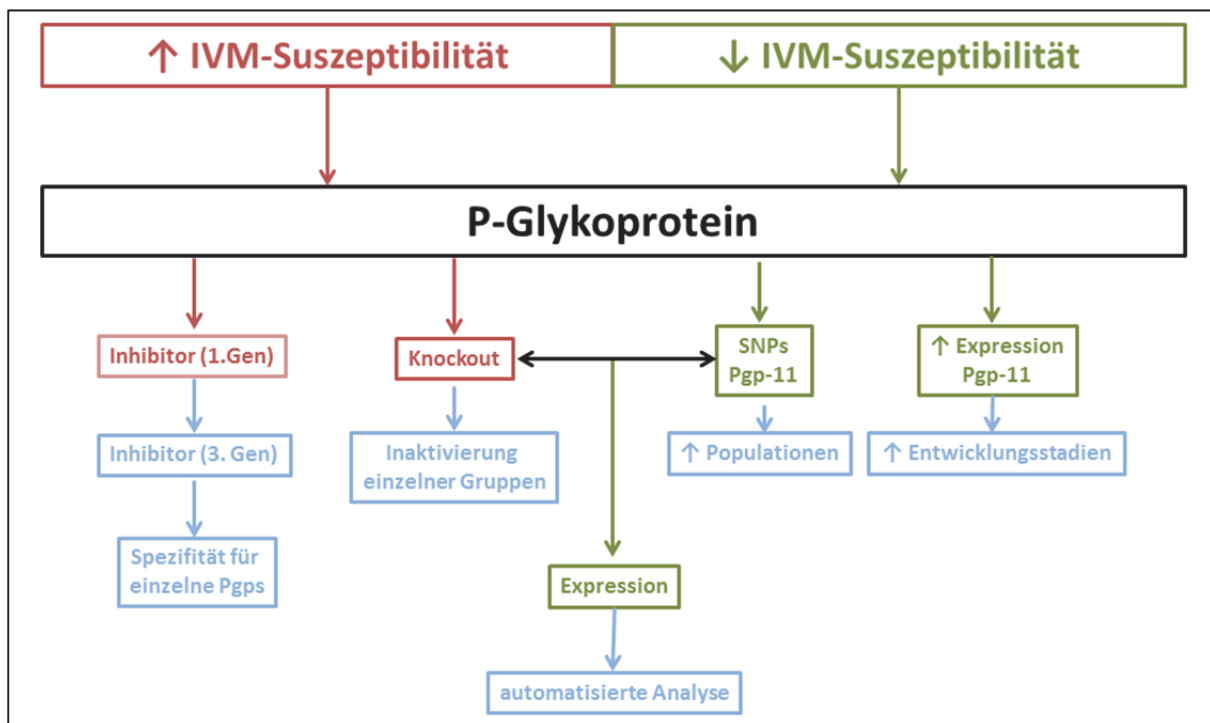 ↑ IVM-Suszeptibilität
↓ IVM-Suszeptibilität
P-Glykoprotein
Inhibitor (1.Gen)
Knockout
SNPs
Pgp-11
↑ Expression
Pgp-11
Inhibitor (3. Gen)
Inaktivierung
einzelner Gruppen
↑ Populationen
↑ Entwicklungsstadien
Spezifität für
einzelne Pgps
Expression
automatisierte Analyse